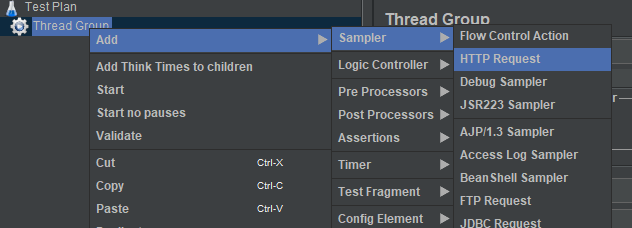 Test Plan
Thread Group
Thread Group
Add
Add Think Times to children
Start
Start no pauses
Validate
Cut Ctrl-X
Copy Ctrl-C
Paste Ctrl-V
Sampler
Logic Controller
Pre Processors
Post Processors
Assertions
Timer
Test Fragment
Config Element
Flow Control Action
HTTP Request
Debug Sampler
JSR223 Sampler
AJP/1.3 Sampler
Access Log Sampler
BeanShell Sampler
FTP Request
JDBC Request